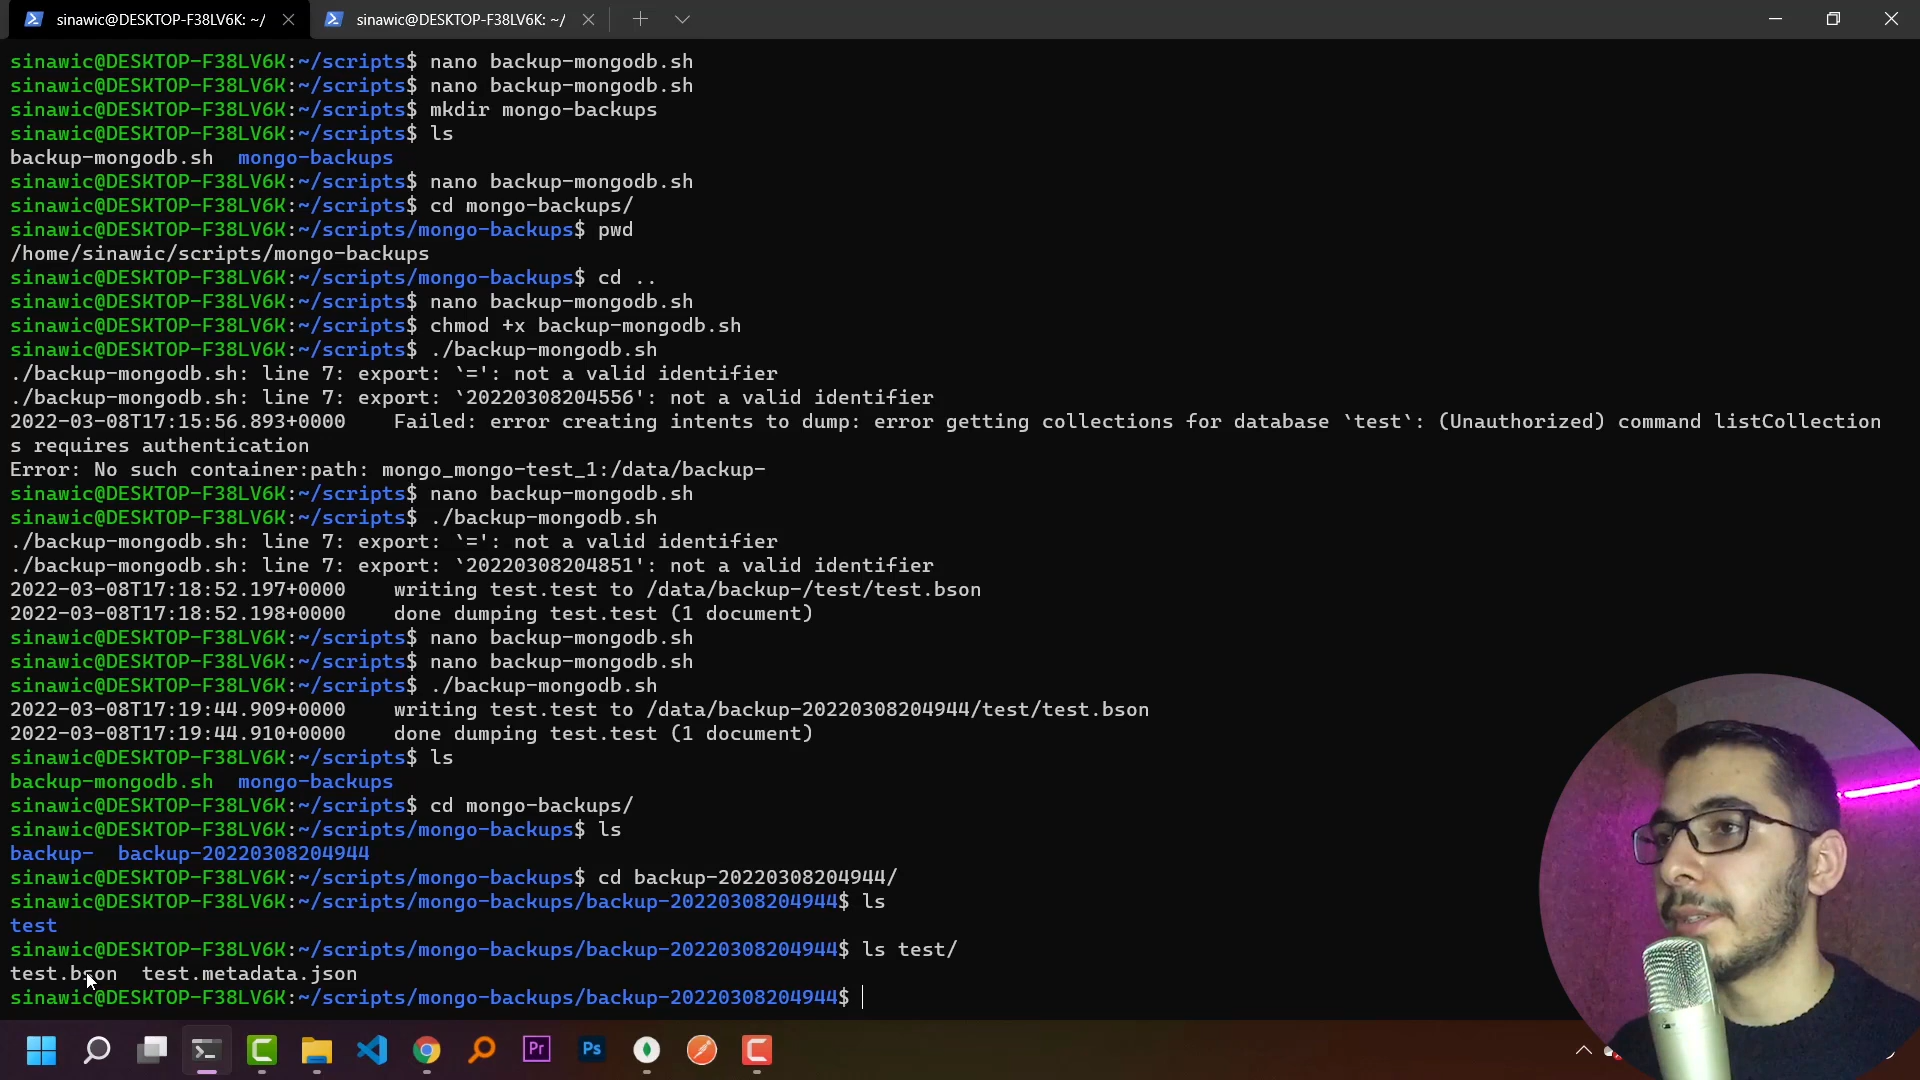 sinawic@DESKTOP-F38LV6K: ~/
sinawic@DESKTOP-F38LV6K: ~/
sinawic@DESKTOP-F38LV6K:~/scripts$ nano backup-mongodb.sh
sinawic@DESKTOP-F38LV6K:~/scripts$ nano backup-mongodb.sh
sinawic@DESKTOP-F38LV6K:~/scripts$ mkdir mongo-backups
sinawic@DESKTOP-F38LV6K:~/scripts$ ls
backup-mongodb.sh  mongo-backups
sinawic@DESKTOP-F38LV6K:~/scripts$ nano backup-mongodb.sh
sinawic@DESKTOP-F38LV6K:~/scripts$ cd mongo-backups/
sinawic@DESKTOP-F38LV6K:~/scripts/mongo-backups$ pwd
/home/sinawic/scripts/mongo-backups
sinawic@DESKTOP-F38LV6K:~/scripts/mongo-backups$ cd ..
sinawic@DESKTOP-F38LV6K:~/scripts$ nano backup-mongodb.sh
sinawic@DESKTOP-F38LV6K:~/scripts$ chmod +x backup-mongodb.sh
sinawic@DESKTOP-F38LV6K:~/scripts$ ./backup-mongodb.sh
./backup-mongodb.sh: line 7: export: `=': not a valid identifier
./backup-mongodb.sh: line 7: export: `20220308204556': not a valid identifier
2022-03-08T17:15:56.893+0000    Failed: error creating intents to dump: error getting collections for database `test`: (Unauthorized) command listCollection
s requires authentication
Error: No such container:path: mongo_mongo-test_1:/data/backup-
sinawic@DESKTOP-F38LV6K:~/scripts$ nano backup-mongodb.sh
sinawic@DESKTOP-F38LV6K:~/scripts$ ./backup-mongodb.sh
./backup-mongodb.sh: line 7: export: `=': not a valid identifier
./backup-mongodb.sh: line 7: export: `20220308204851': not a valid identifier
2022-03-08T17:18:52.197+0000    writing test.test to /data/backup-/test/test.bson
2022-03-08T17:18:52.198+0000    done dumping test.test (1 document)
sinawic@DESKTOP-F38LV6K:~/scripts$ nano backup-mongodb.sh
sinawic@DESKTOP-F38LV6K:~/scripts$ nano backup-mongodb.sh
sinawic@DESKTOP-F38LV6K:~/scripts$ ./backup-mongodb.sh
2022-03-08T17:19:44.909+0000    writing test.test to /data/backup-20220308204944/test/test.bson
2022-03-08T17:19:44.910+0000    done dumping test.test (1 document)
sinawic@DESKTOP-F38LV6K:~/scripts$ ls
backup-mongodb.sh  mongo-backups
sinawic@DESKTOP-F38LV6K:~/scripts$ cd mongo-backups/
sinawic@DESKTOP-F38LV6K:~/scripts/mongo-backups$ ls
backup-  backup-20220308204944
sinawic@DESKTOP-F38LV6K:~/scripts/mongo-backups$ cd backup-20220308204944/
sinawic@DESKTOP-F38LV6K:~/scripts/mongo-backups/backup-20220308204944$ ls
test
sinawic@DESKTOP-F38LV6K:~/scripts/mongo-backups/backup-20220308204944$ ls test/
test.bson  test.metadata.json
sinawic@DESKTOP-F38LV6K:~/scripts/mongo-backups/backup-20220308204944$
Pr
Ps